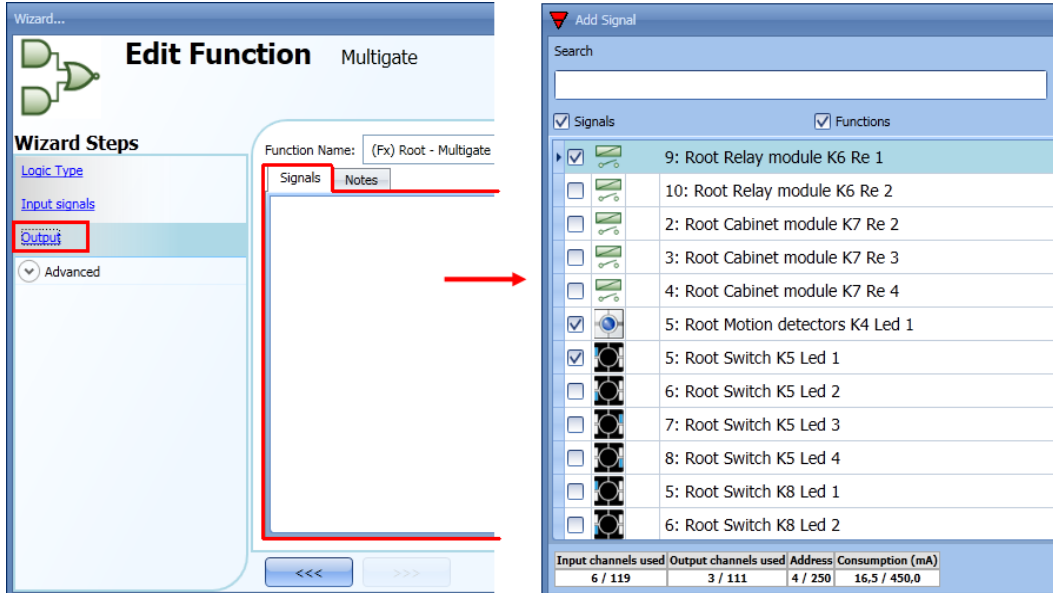 Wizard...
Edit Function Multigate
Wizard Steps
Logic Type
Input signals
Output
Advanced
Function Name: (Fx) Root - Multigate
Signals Notes
<<< >>>
Add Signal
Search
Signals Functions
9: Root Relay module K6 Re 1
10: Root Relay module K6 Re 2
2: Root Cabinet module K7 Re 2
3: Root Cabinet module K7 Re 3
4: Root Cabinet module K7 Re 4
5: Root Motion detectors K4 Led 1
5: Root Switch K5 Led 1
6: Root Switch K5 Led 2
7: Root Switch K5 Led 3
8: Root Switch K5 Led 4
5: Root Switch K8 Led 1
6: Root Switch K8 Led 2
Input channels used Output channels used Address Consumption (mA)
6 / 119 3 / 111 4 / 250 16,5 / 450,0